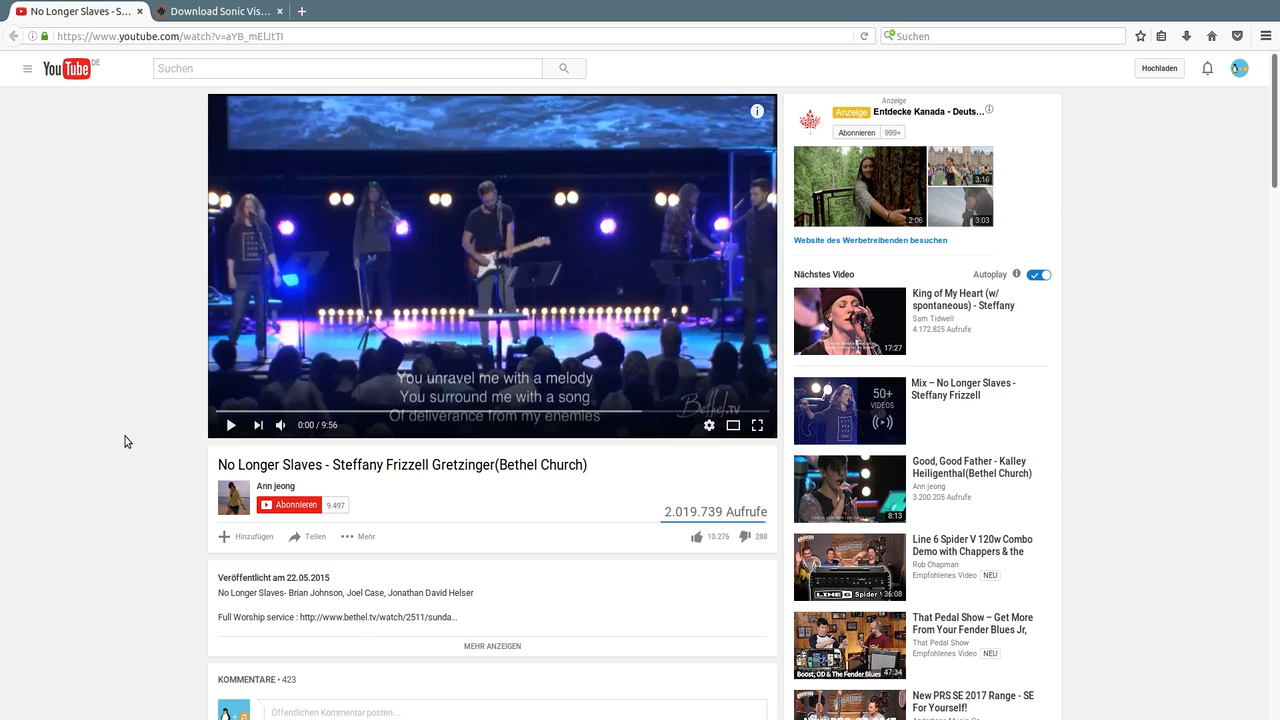 No Longer Slaves - S...
Download Sonic Vis...
https://www.youtube.com/watch?v=aYB_mElJtTI
Suchen
YouTube DE
Suchen
Hochladen
You unravel me with a melody
You surround me with a song
Of deliverance from my enemies
Bethel.tv
0:00 / 9:56
No Longer Slaves - Steffany Frizzell Gretzinger(Bethel Church)
Ann jeong
Abonnieren 9.497
2.019.739 Aufrufe
Hinzufügen Teilen Mehr 10.276 288
Veröffentlicht am 22.05.2015
No Longer Slaves- Brian Johnson, Joel Case, Jonathan David Helser
Full Worship service : http://www.bethel.tv/watch/2511/sunda...
MEHR ANZEIGEN
KOMMENTARE • 423
Öffentlichen Kommentar posten...
Anzeige
Anzeige Entdecke Kanada - Deuts...
Abonnieren 999+
2:06
3:16
3:03
Website des Werbetreibenden besuchen
Nächstes Video Autoplay
King of My Heart (w/
spontaneous) - Steffany
Sam Tidwell
4.172.825 Aufrufe
17:27
Mix – No Longer Slaves -
Steffany Frizzell
50+
VIDEOS
Good, Good Father - Kalley
Heiligenthal(Bethel Church)
Ann jeong
3.200.205 Aufrufe
8:13
Line 6 Spider V 120w Combo
Demo with Chappers & the
Rob Chapman
Empfohlenes Video NEU
LINE 6 Spider V
36:08
That Pedal Show – Get More
From Your Fender Blues Jr,
That Pedal Show
Empfohlenes Video NEU
Boost, OD & The Fender Blues
47:34
New PRS SE 2017 Range - SE
For Yourself!